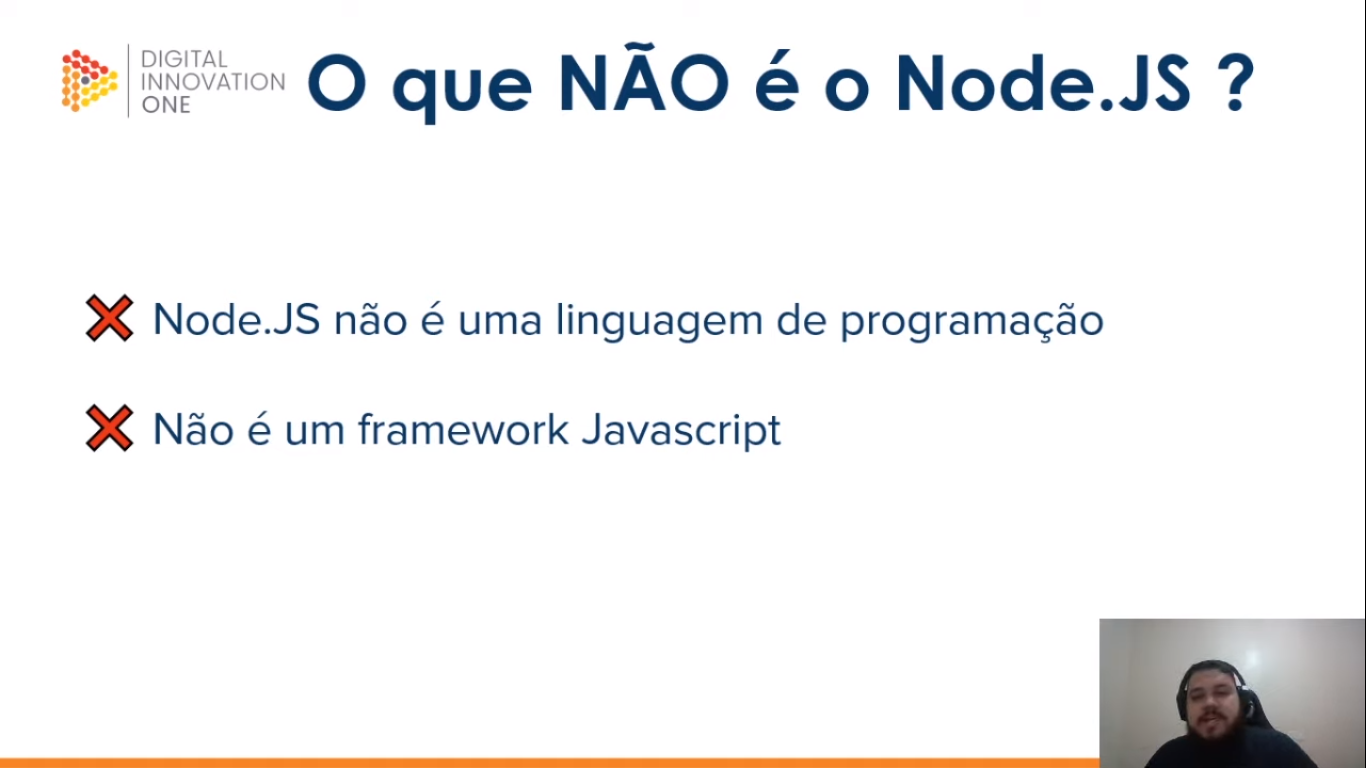 DIGITAL
INNOVATION
ONE
O que NÃO é o Node.JS ?
Node.JS não é uma linguagem de programação
Não é um framework Javascript